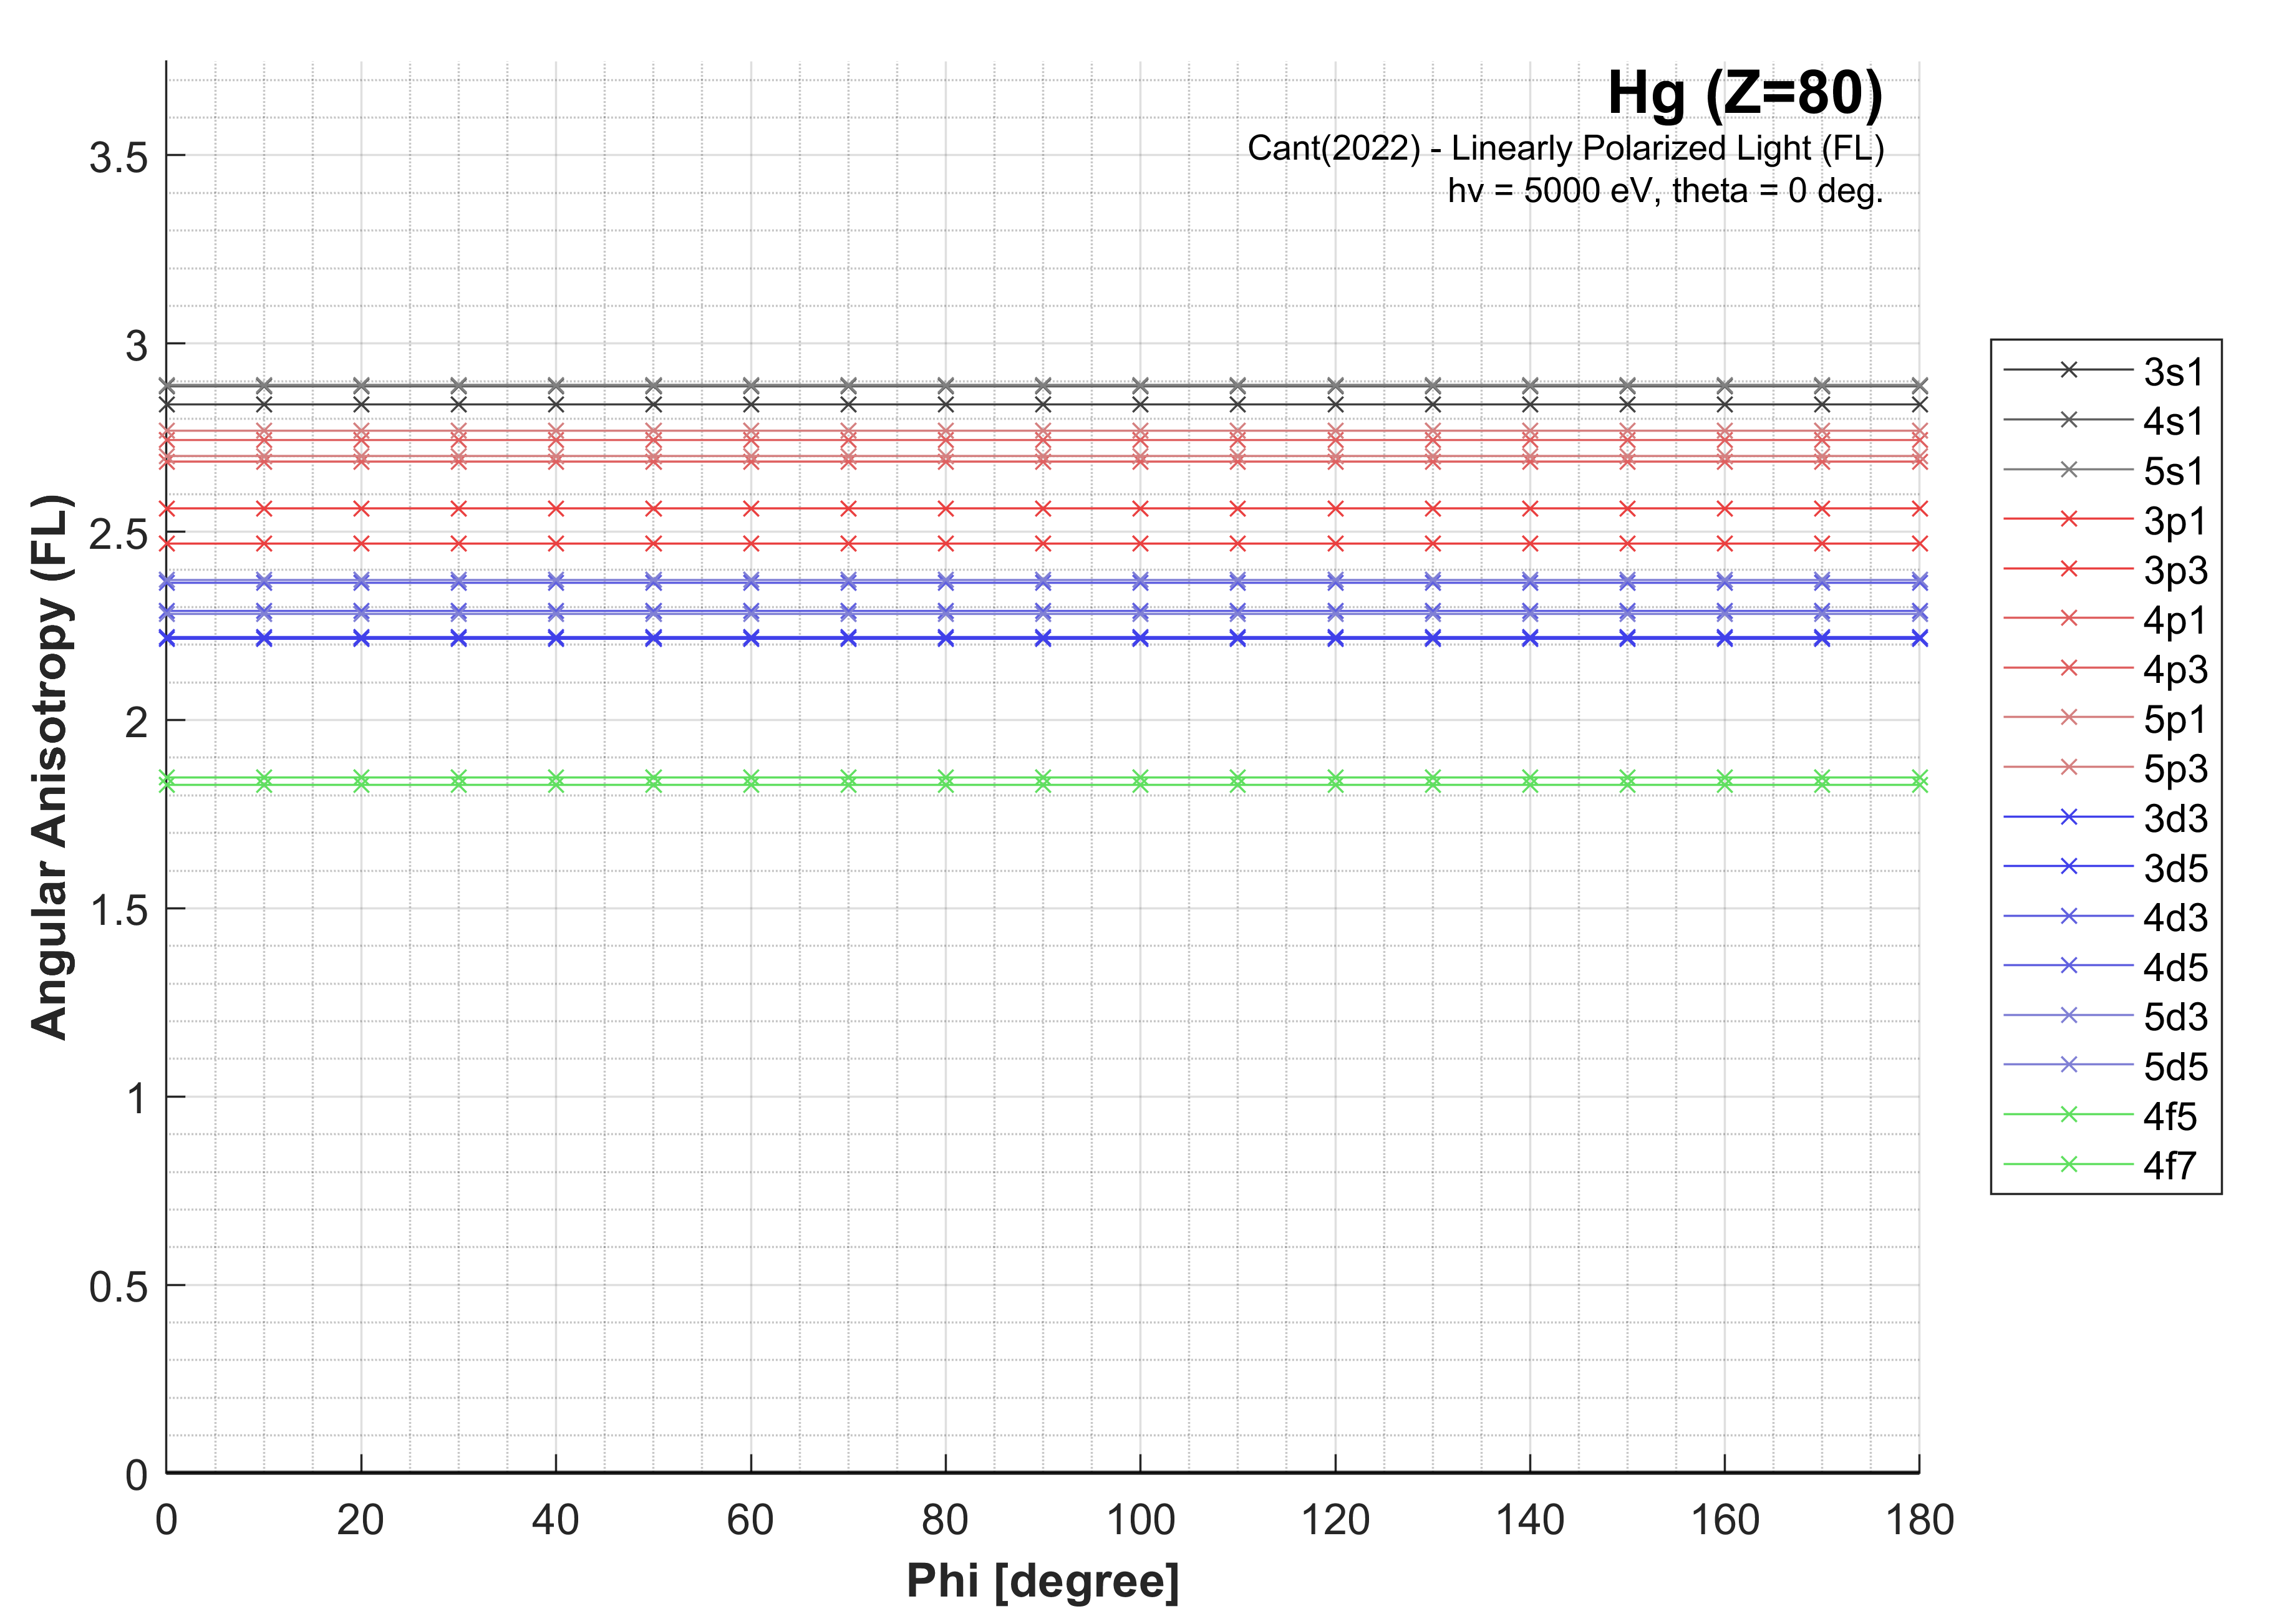 Hg (Z=80)
Cant(2022) - Linearly Polarized Light (FL)
hv = 5000 eV, theta = 0 deg.
Angular Anisotropy (FL)
3.5
3
2.5
2
1.5
1
0.5
0
0 20 40 60 80 100 120 140 160 180
Phi [degree]
3s1
4s1
5s1
3p1
3p3
4p1
4p3
5p1
5p3
3d3
3d5
4d3
4d5
5d3
5d5
4f5
4f7